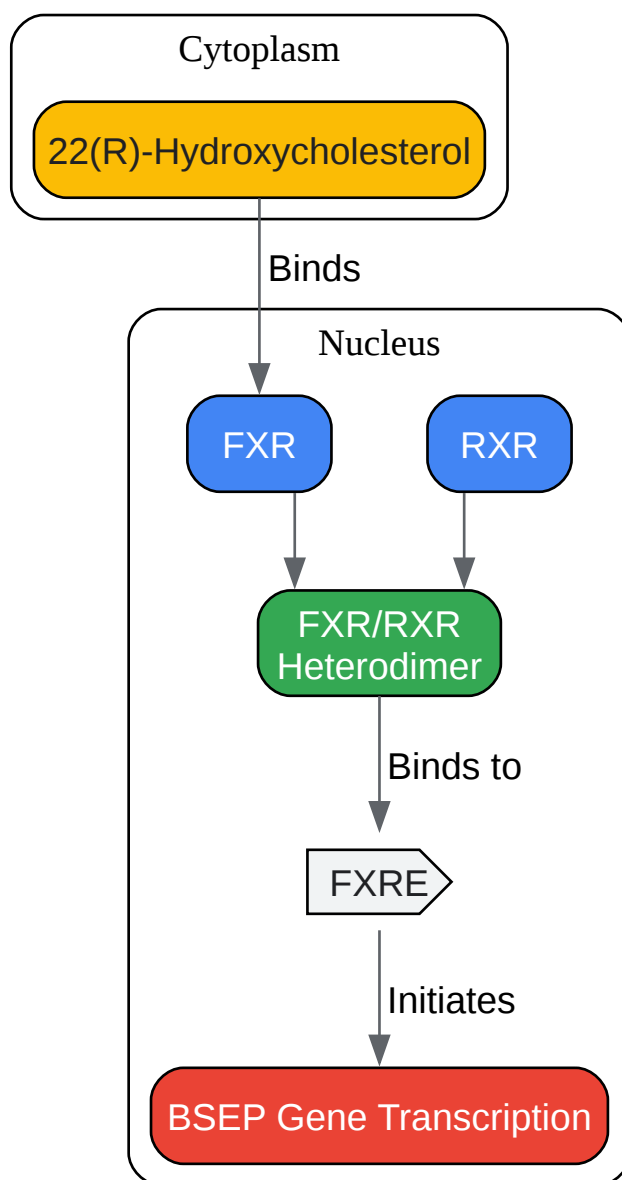 Cytoplasm
22(R)-Hydroxycholesterol
Binds
Nucleus
FXR
RXR
FXR/RXR
Heterodimer
Binds to
FXRE
Initiates
BSEP Gene Transcription